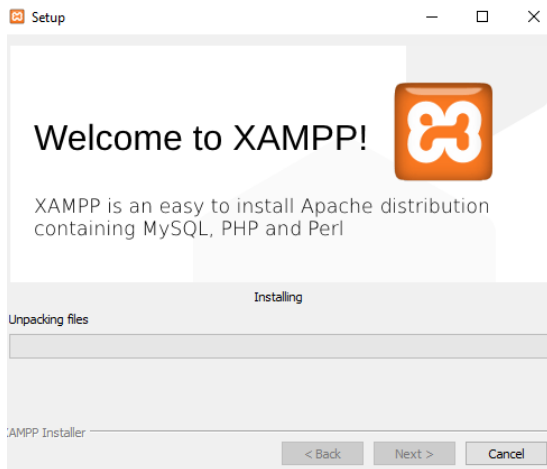 Setup
Welcome to XAMPP!
XAMPP is an easy to install Apache distribution
containing MySQL, PHP and Perl
Installing
Unpacking files
XAMPP Installer
< Back
Next >
Cancel